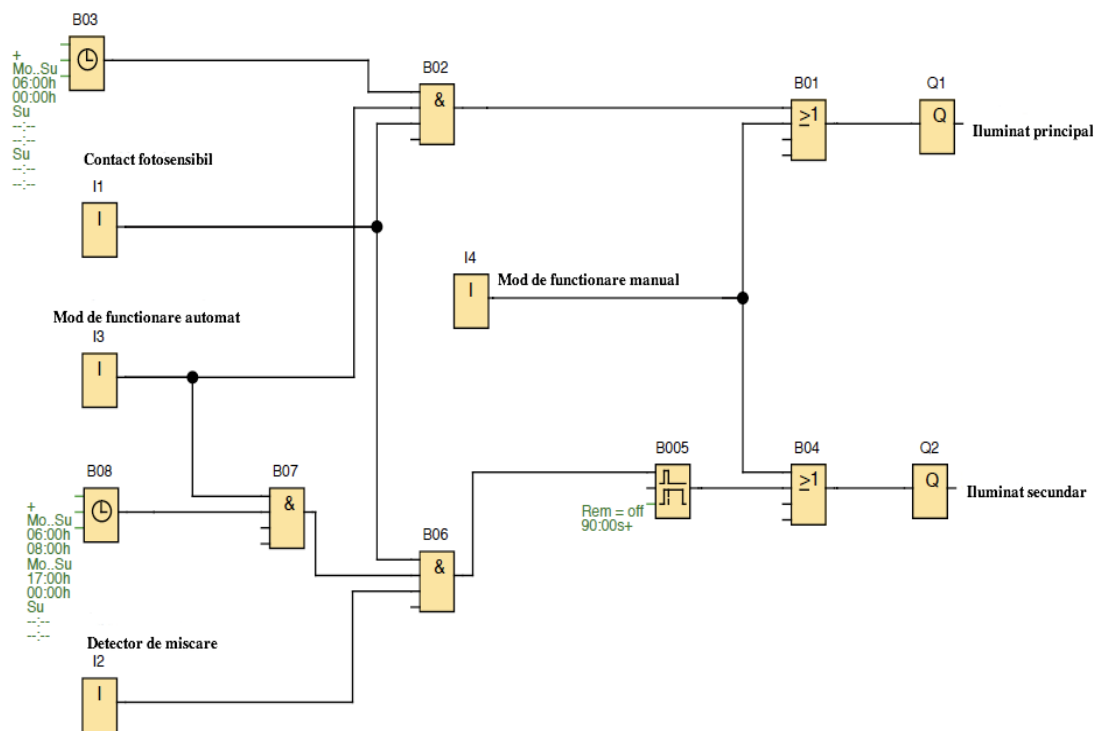 B03
+
Mo..Su
06:00h
00:00h
Su
--:--
--:--
Su
--:--
--:--
B02
&
B01
≥1
Q1
Q
Iluminat principal
Contact fotosensibil
I1
I
I4
I
Mod de functionare manual
Mod de functionare automat
I3
I
B08
+
Mo..Su
06:00h
08:00h
Mo..Su
17:00h
00:00h
Su
--:--
--:--
B07
&
B06
&
B005
Rem = off
90:00s+
B04
≥1
Q2
Q
Iluminat secundar
Detector de miscare
I2
I